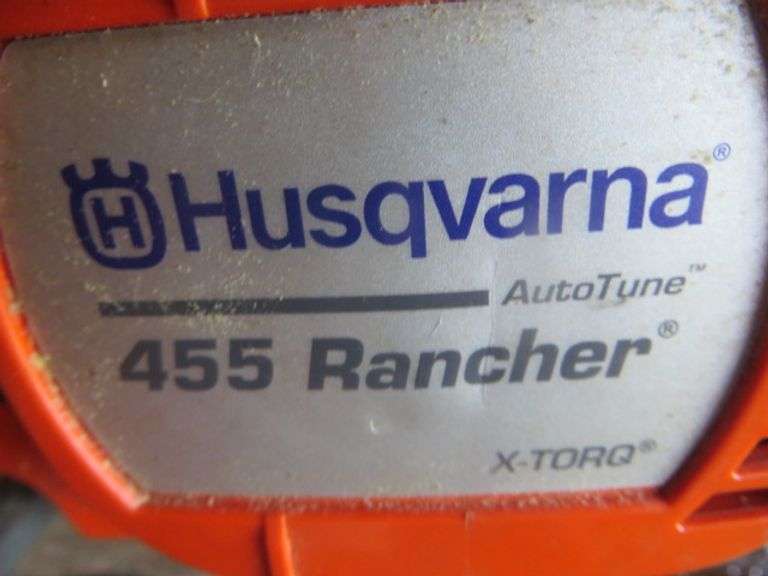 H Husqvarna®
AutoTune™
455 Rancher®
X-TORQ®